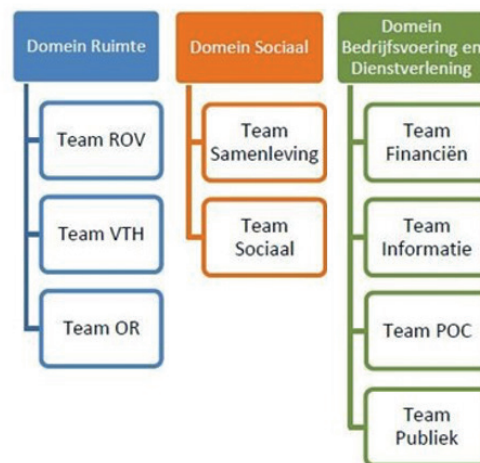 Domein Ruimte
Team ROV
Team VTH
Team OR
Domein Sociaal
Team
Samenleving
Team
Sociaal
Domein
Bedrijfsvoering en
Dienstverlening
Team
Financiën
Team
Informatie
Team POC
Team
Publiek